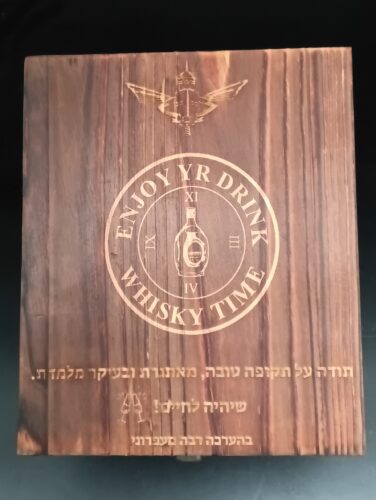 ENJOY YR DRINK
XI
IX III
IV
WHISKY TIME
תודה על תקופה טובה, מאתגרת ובעיקר מלמדת.
שיהיה לחיים!
בהערכה רבה סעפרוני